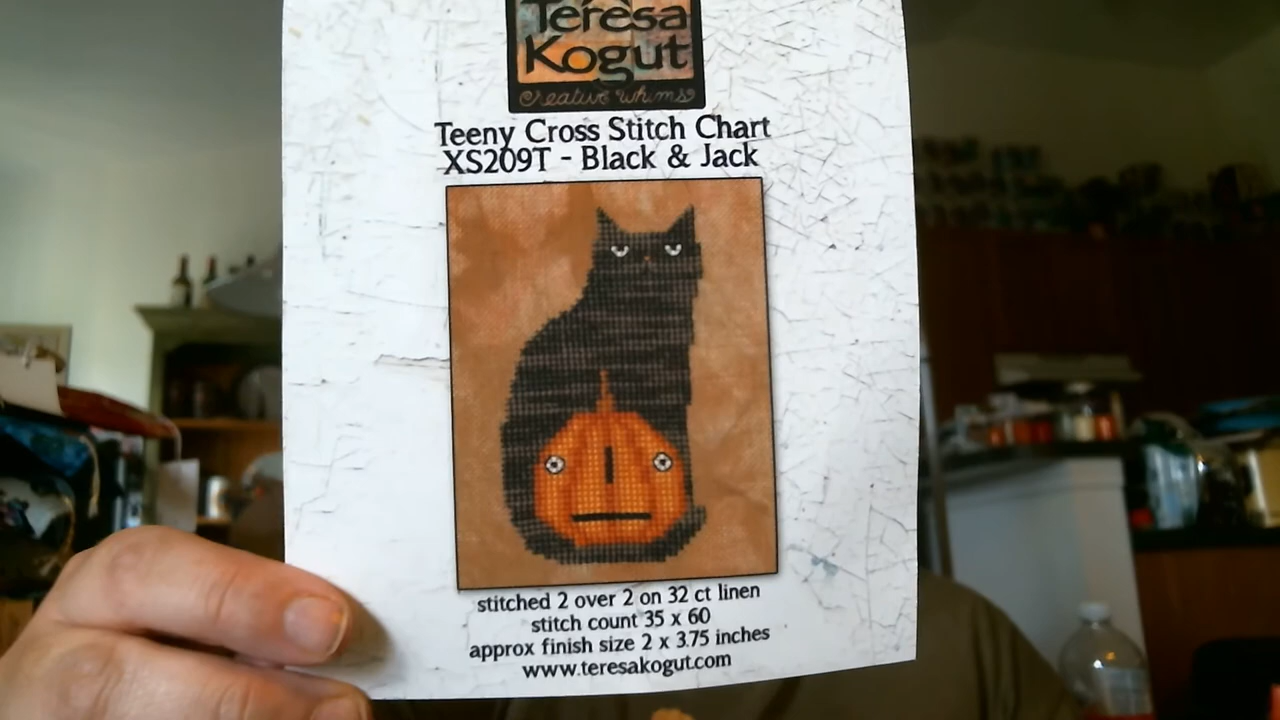 Teresa
Kogut
creative whims
Teeny Cross Stitch Chart
XS209T - Black & Jack
stitched 2 over 2 on 32 ct linen
stitch count 35 x 60
approx finish size 2 x 3.75 inches
www.teresakogut.com